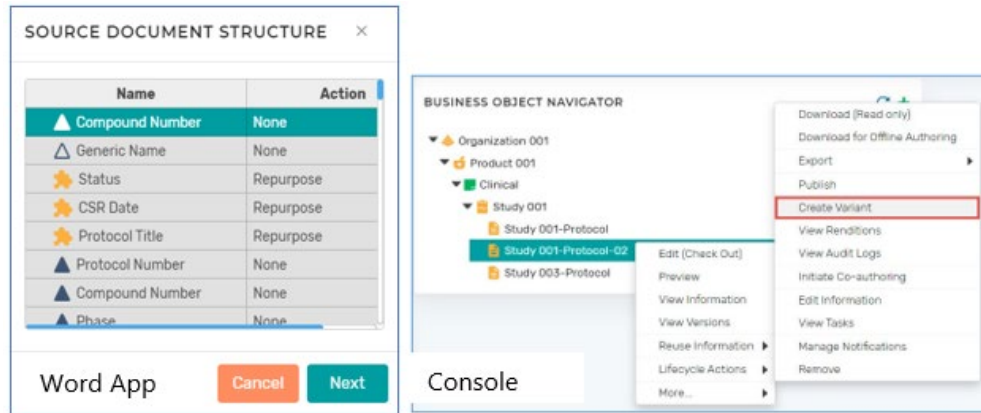 SOURCE DOCUMENT STRUCTURE ×
Name Action
Compound Number None
Generic Name None
Status Repurpose
CSR Date Repurpose
Protocol Title Repurpose
Protocol Number None
Compound Number None
Phase None
Word App
Cancel
Next
BUSINESS OBJECT NAVIGATOR
Organization 001
Product 001
Clinical
Study 001
Study 001-Protocol
Study 001-Protocol-02
Study 003-Protocol
Console
Edit (Check Out)
Preview
View Information
View Versions
Reuse Information
Lifecycle Actions
More...
Download (Read only)
Download for Offline Authoring
Export
Publish
Create Variant
View Renditions
View Audit Logs
Initiate Co-authoring
Edit Information
View Tasks
Manage Notifications
Remove